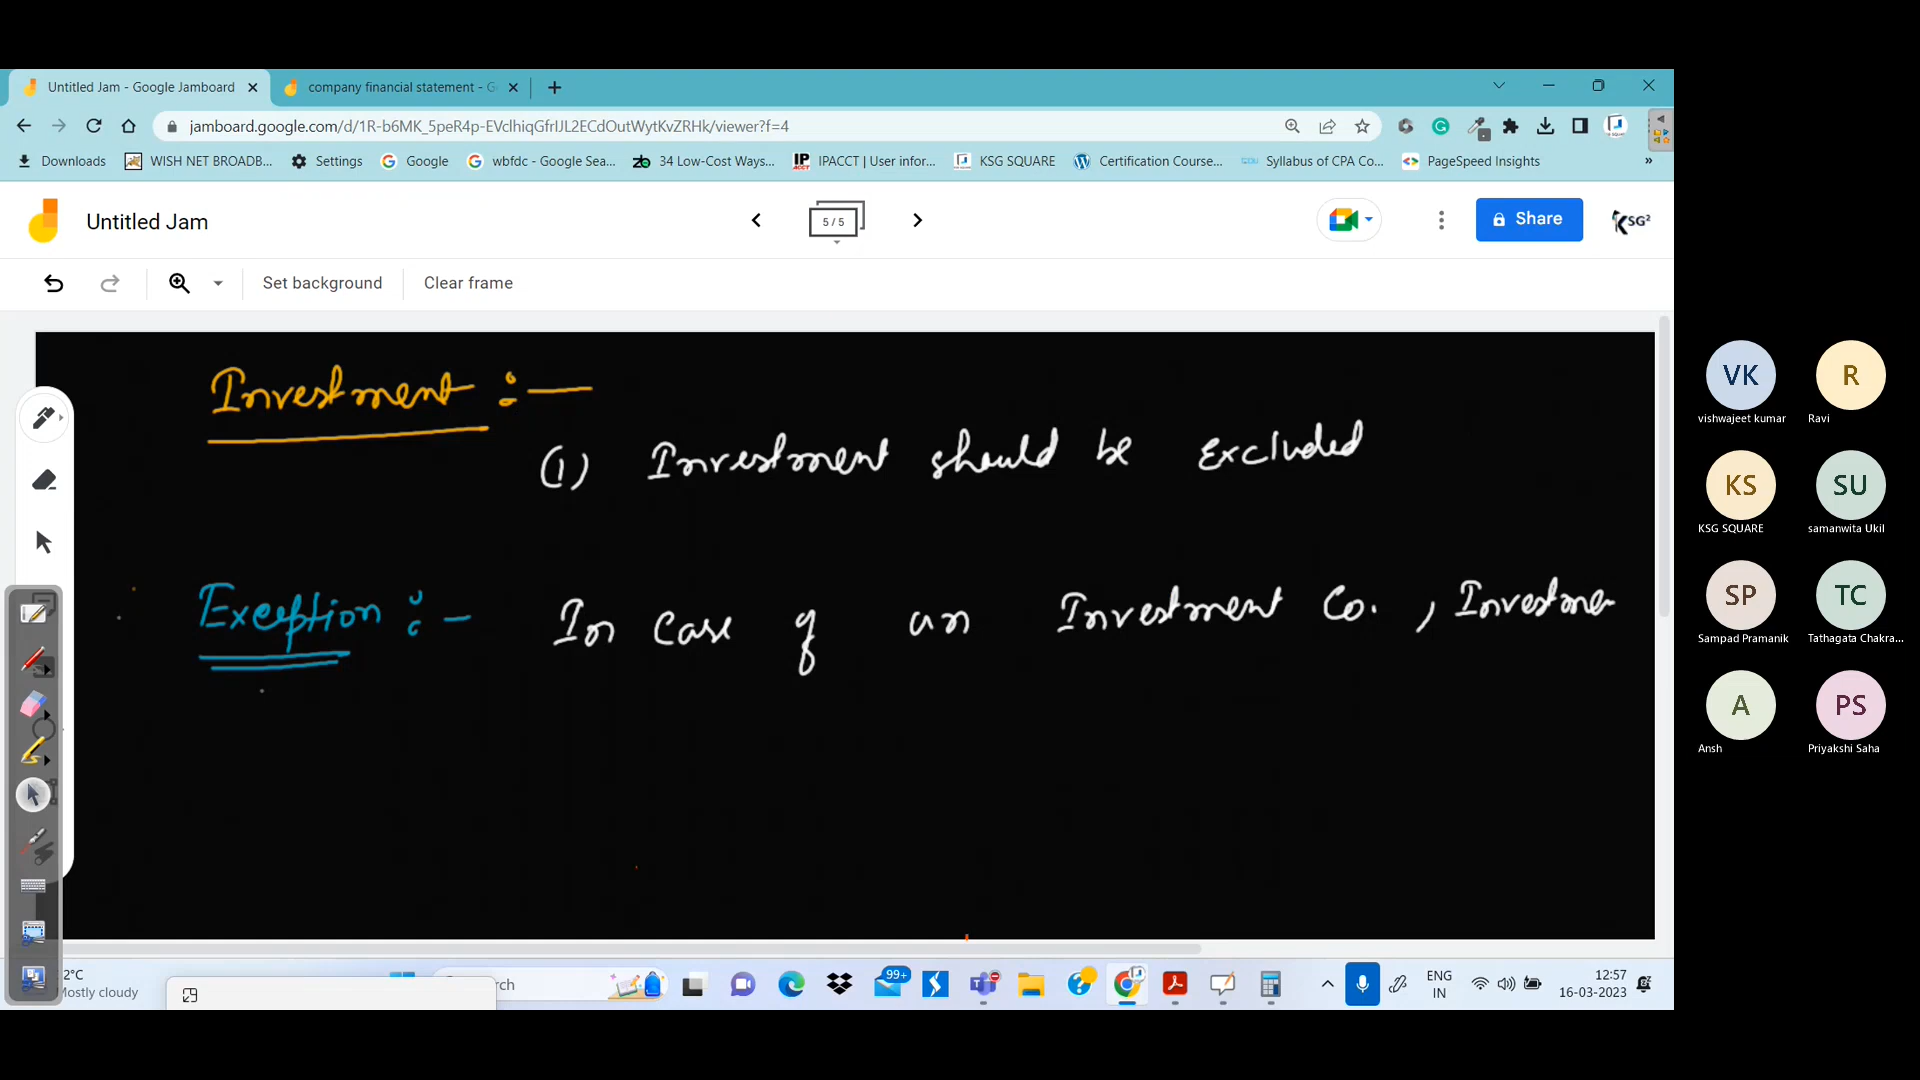 Untitled Jam - Google Jamboard
company financial statement - G
jamboard.google.com/d/1R-b6MK_5peR4p-EVclhiqGfrIJL2ECdOutWytKvZRHk/viewer?f=4
Downloads WISH NET BROADB... Settings Google wbfdc - Google Sea... 34 Low-Cost Ways... IPACCT | User infor... KSG SQUARE Certification Course... Syllabus of CPA Co... PageSpeed Insights »
Untitled Jam
5 / 5
Share
KSG²
Set background
Clear frame
Investment :—
(1) Investment should be Excluded
Exception :- In case of an Investment Co. , Investmen
VK
vishwajeet kumar
R
Ravi
KS
KSG SQUARE
SU
samanwita Ukil
SP
Sampad Pramanik
TC
Tathagata Chakra...
A
Ansh
PS
Priyakshi Saha
2°C
Mostly cloudy
rch
99+
ENG
IN
12:57
16-03-2023